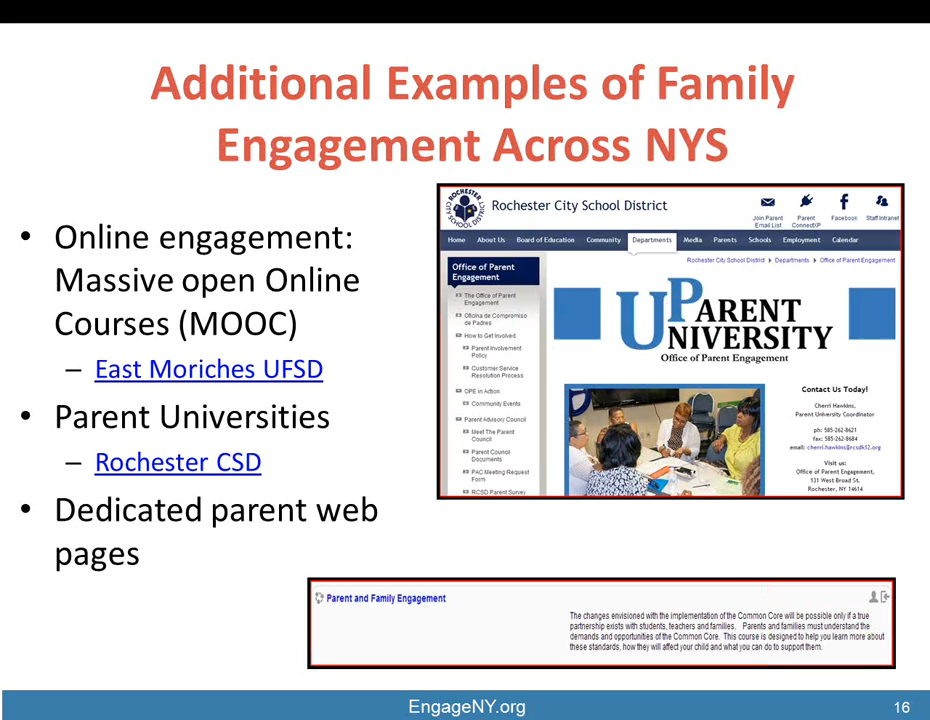 Additional Examples of Family
Engagement Across NYS
• Online engagement:
Massive open Online
Courses (MOOC)
– East Moriches UFSD
• Parent Universities
– Rochester CSD
• Dedicated parent web
pages
ROCHESTER
CITY SCHOOL DISTRICT
Rochester City School District
Join Parent
Email List
Parent
ConnectXP
Facebook
Staff Intranet
Home About Us Board of Education Community Departments Media Parents Schools Employment Calendar
Rochester City School District Departments Office of Parent Engagement
Office of Parent
Engagement
The Office of Parent
Engagement
Oficina de Compromiso
de Padres
How to Get Involved
Parent Involvement
Policy
Customer Service
Resolution Process
OPE in Action
Community Events
Parent Advisory Council
Meet The Parent
Council
Parent Council
Documents
PAC Meeting Request
Form
RCSD Parent Survey
UPARENT
UNIVERSITY
Office of Parent Engagement
Contact Us Today!
Cherri Hawkins,
Parent University Coordinator
ph: 585-262-8621
fax: 585-262-8684
email: cherri.hawkins@rcsdk12.org
Visit us:
Office of Parent Engagement,
131 West Broad St.
Rochester, NY 14614
Parent and Family Engagement
The changes envisioned with the implementation of the Common Core will be possible only if a true
partnership exists with students, teachers and families. Parents and families must understand the
demands and opportunities of the Common Core. This course is designed to help you learn more about
these standards, how they will affect your child and what you can do to support them.
EngageNY.org
16